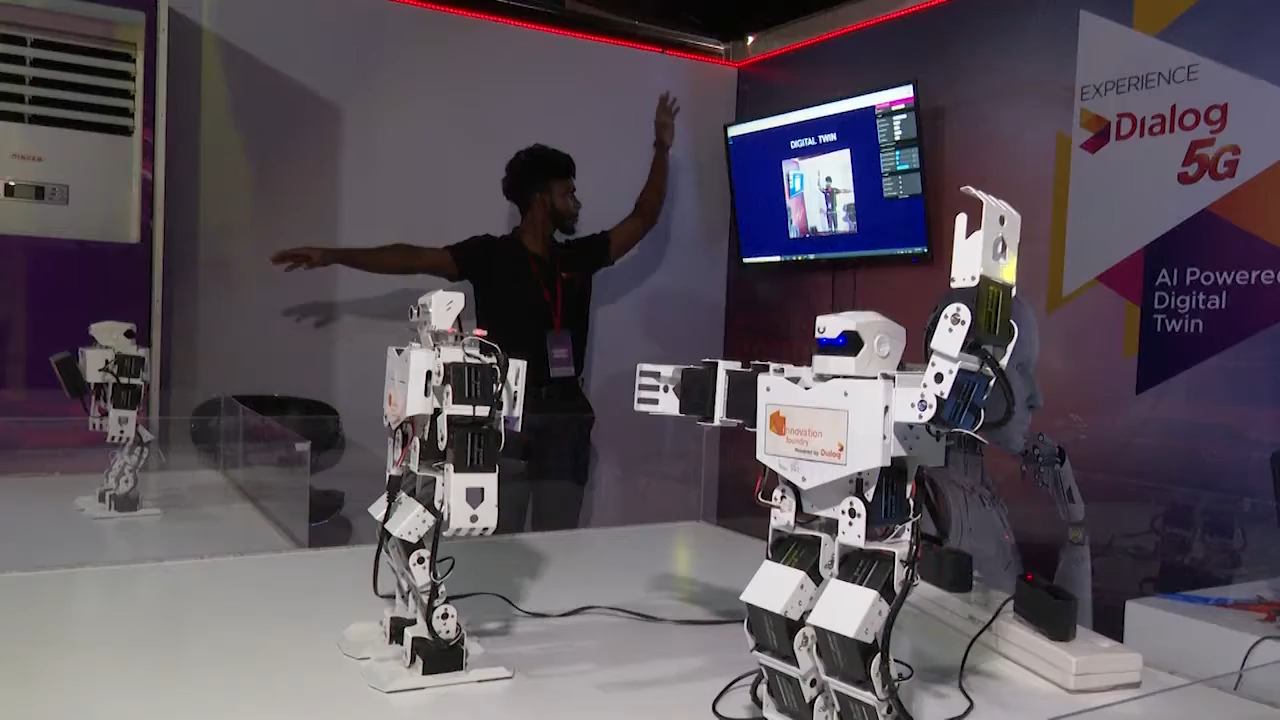 EXPERIENCE
Dialog
5G
AI Powered
Digital
Twin
DIGITAL TWIN
innovation
foundry
Powered by Dialog